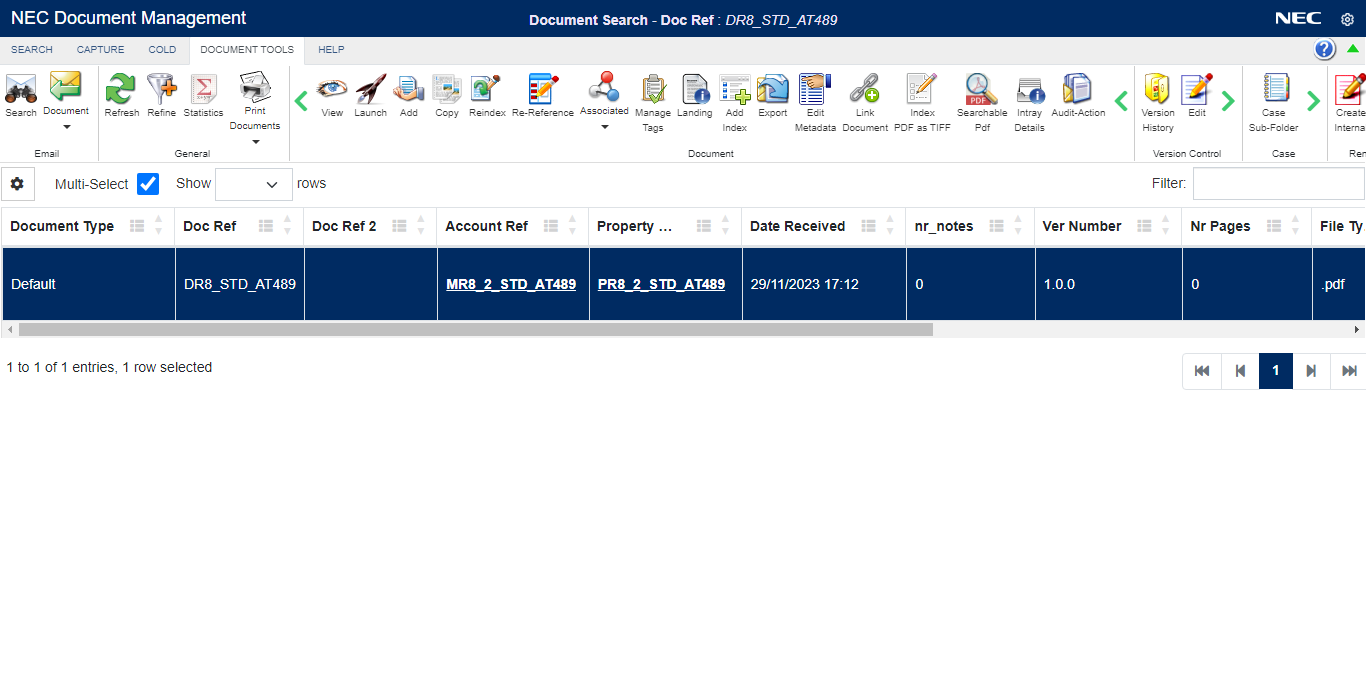 NEC Document Management
Document Search - Doc Ref : DR8_STD_AT489
NEC
SEARCH CAPTURE COLD DOCUMENT TOOLS HELP
?
Search Document
Email
Refresh Refine Statistics Print Documents
General
View Launch Add Copy Reindex Re-Reference Associated Manage Tags Landing Add Index Export Edit Metadata Link Document Index PDF as TIFF Searchable Pdf Intray Details Audit-Action
Document
Version History Edit
Version Control
Case Sub-Folder
Case
Create
Interna
Ren
Multi-Select Show rows Filter:
Document Type Doc Ref Doc Ref 2 Account Ref Property ... Date Received nr_notes Ver Number Nr Pages File Ty
Default DR8_STD_AT489 MR8_2_STD_AT489 PR8_2_STD_AT489 29/11/2023 17:12 0 1.0.0 0 .pdf
1 to 1 of 1 entries, 1 row selected
1